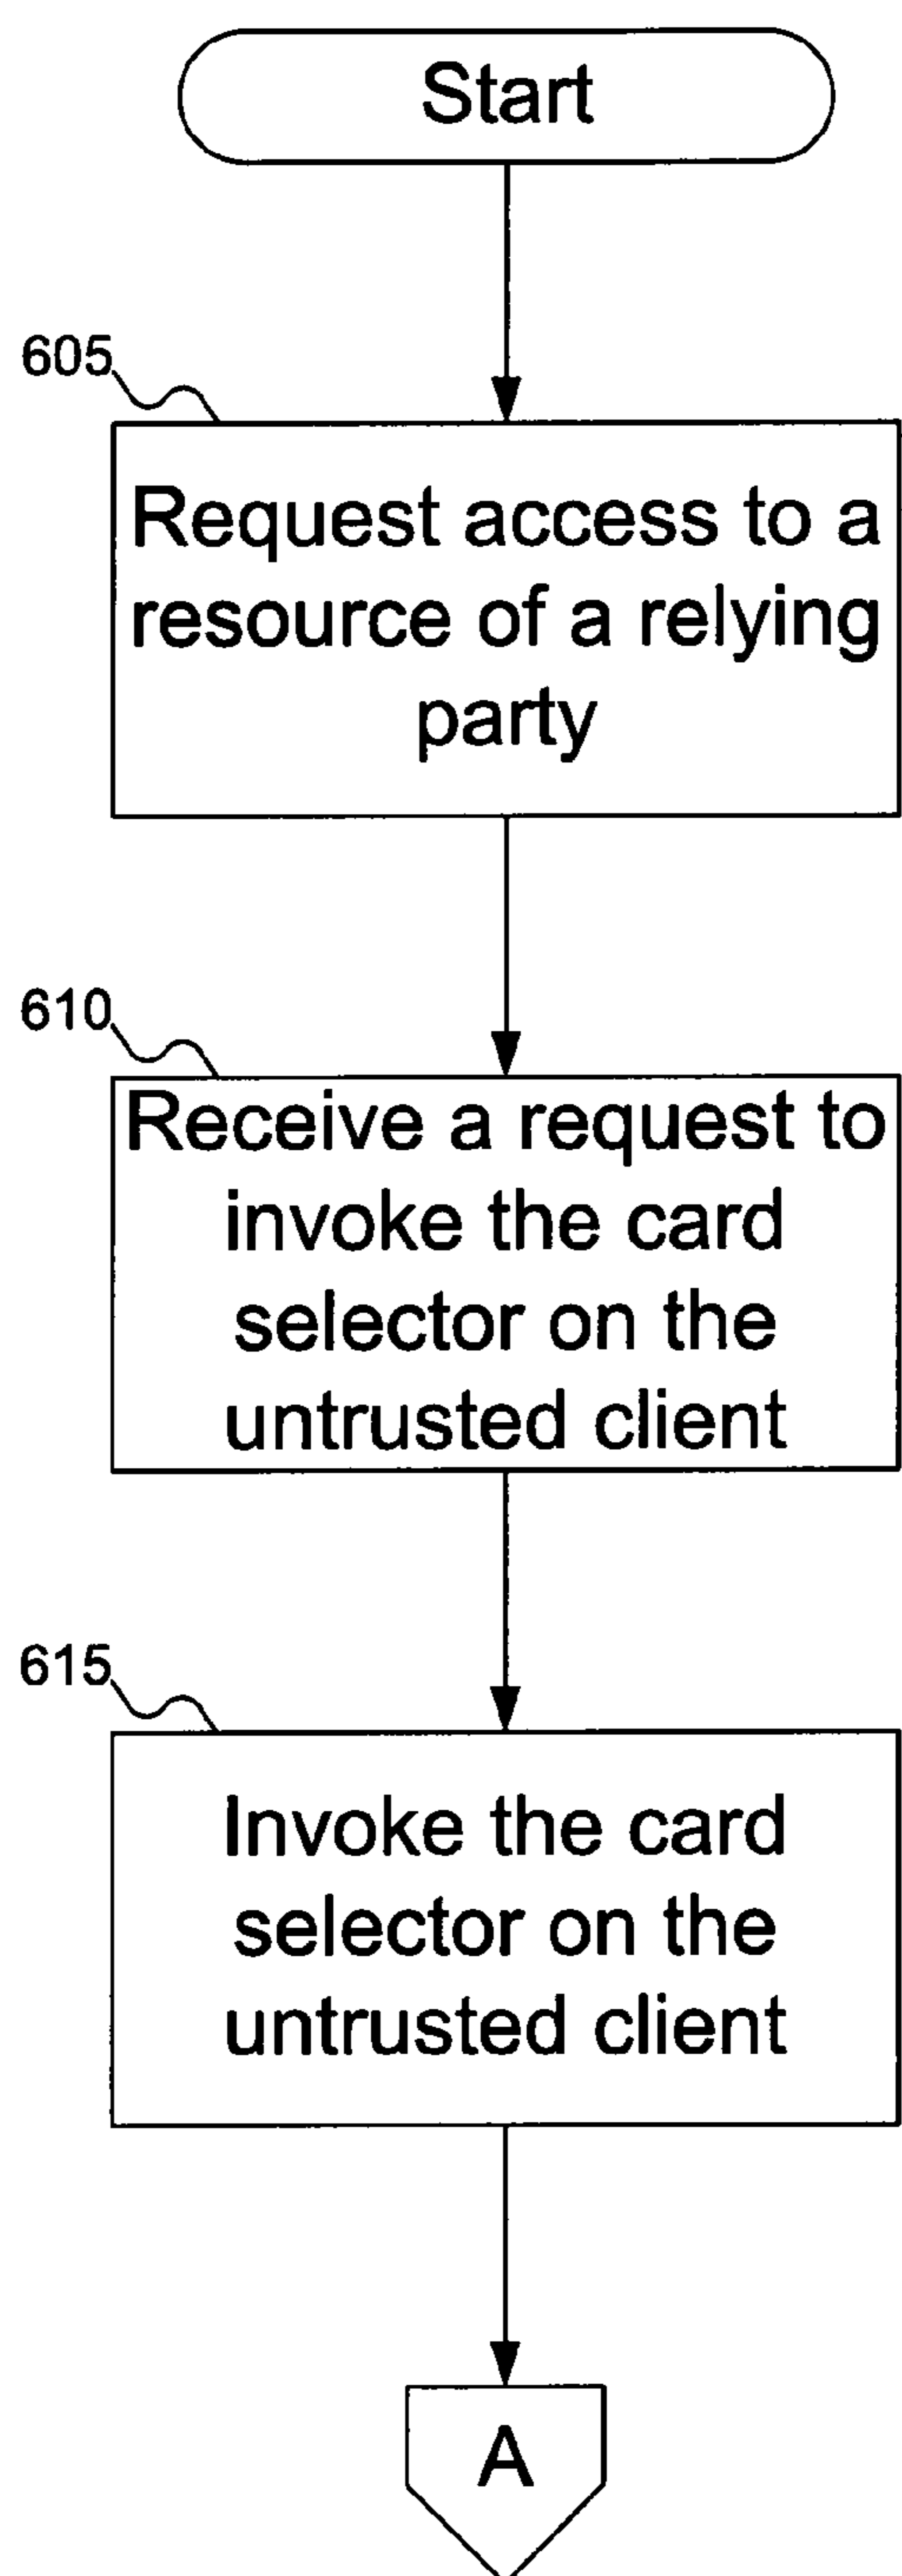 Start
605
Request access to a
resource of a relying
party
610
Receive a request to
invoke the card
selector on the
untrusted client
615
Invoke the card
selector on the
untrusted client
A